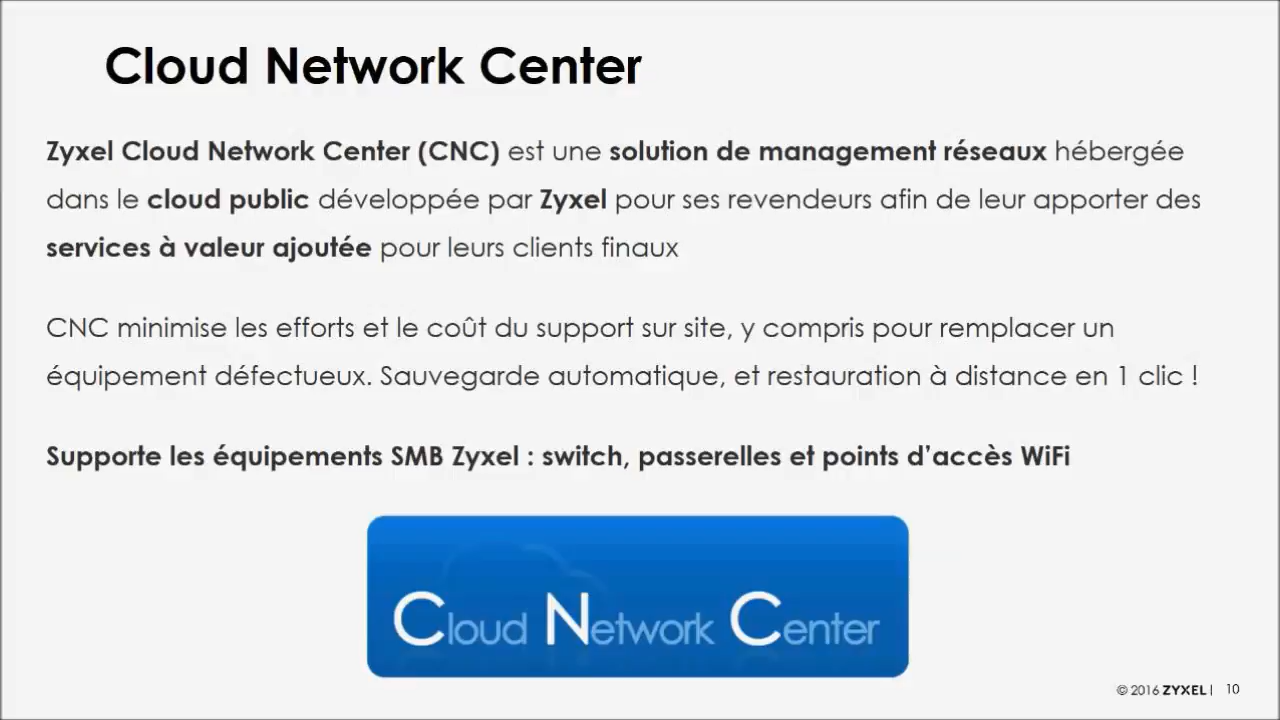 Cloud Network Center
Zyxel Cloud Network Center (CNC) est une solution de management réseaux hébergée
dans le cloud public développée par Zyxel pour ses revendeurs afin de leur apporter des
services à valeur ajoutée pour leurs clients finaux
CNC minimise les efforts et le coût du support sur site, y compris pour remplacer un
équipement défectueux. Sauvegarde automatique, et restauration à distance en 1 clic !
Supporte les équipements SMB Zyxel : switch, passerelles et points d’accès WiFi
Cloud Network Center
© 2016 ZYXEL | 10